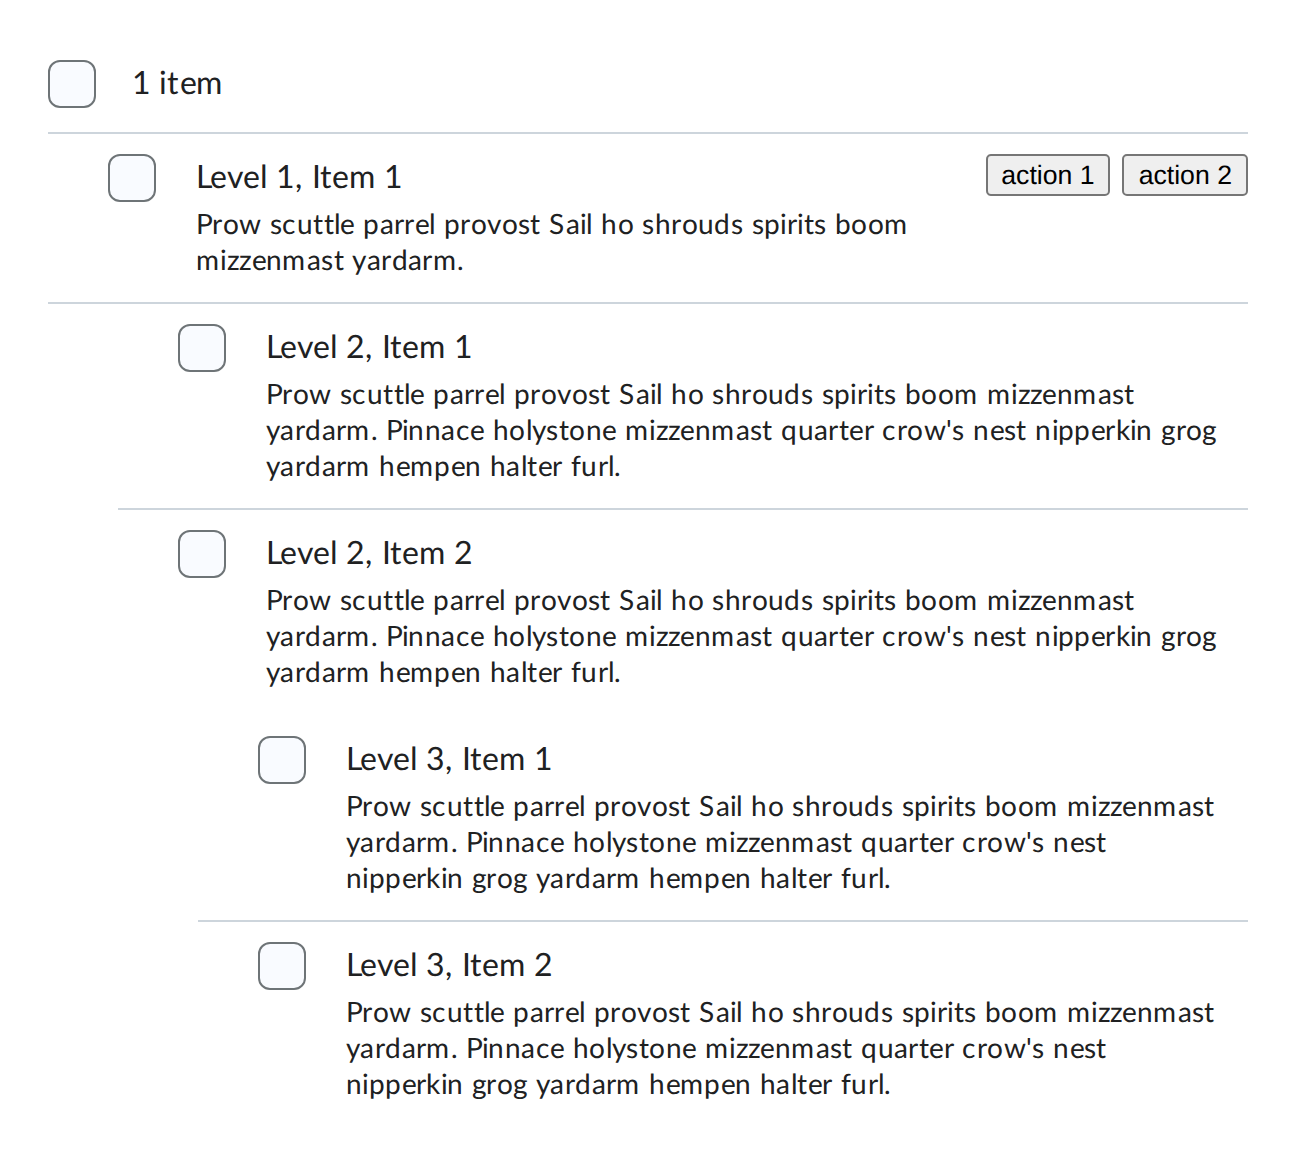 1 item
Level 1, Item 1
action 1
action 2
Prow scuttle parrel provost Sail ho shrouds spirits boom
mizzenmast yardarm.
Level 2, Item 1
Prow scuttle parrel provost Sail ho shrouds spirits boom mizzenmast
yardarm. Pinnace holystone mizzenmast quarter crow's nest nipperkin grog
yardarm hempen halter furl.
Level 2, Item 2
Prow scuttle parrel provost Sail ho shrouds spirits boom mizzenmast
yardarm. Pinnace holystone mizzenmast quarter crow's nest nipperkin grog
yardarm hempen halter furl.
Level 3, Item 1
Prow scuttle parrel provost Sail ho shrouds spirits boom mizzenmast
yardarm. Pinnace holystone mizzenmast quarter crow's nest
nipperkin grog yardarm hempen halter furl.
Level 3, Item 2
Prow scuttle parrel provost Sail ho shrouds spirits boom mizzenmast
yardarm. Pinnace holystone mizzenmast quarter crow's nest
nipperkin grog yardarm hempen halter furl.